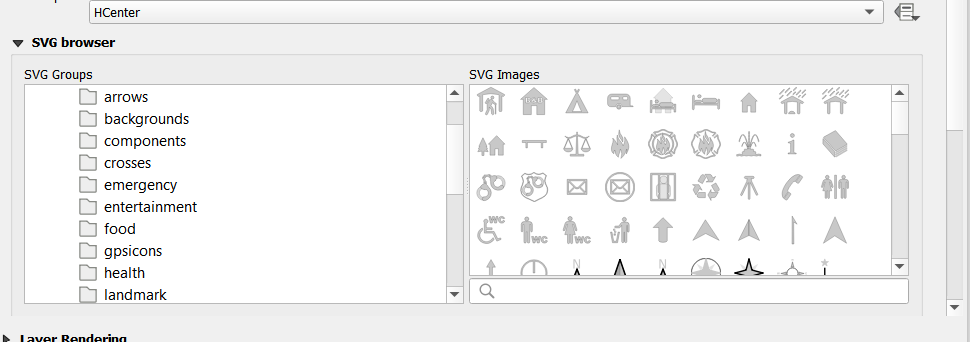 HCenter
SVG browser
SVG Groups
SVG Images
arrows
backgrounds
components
crosses
emergency
entertainment
food
gpsicons
health
landmark
B&B
i
WC
WC
WC
N
N
Layer Rendering